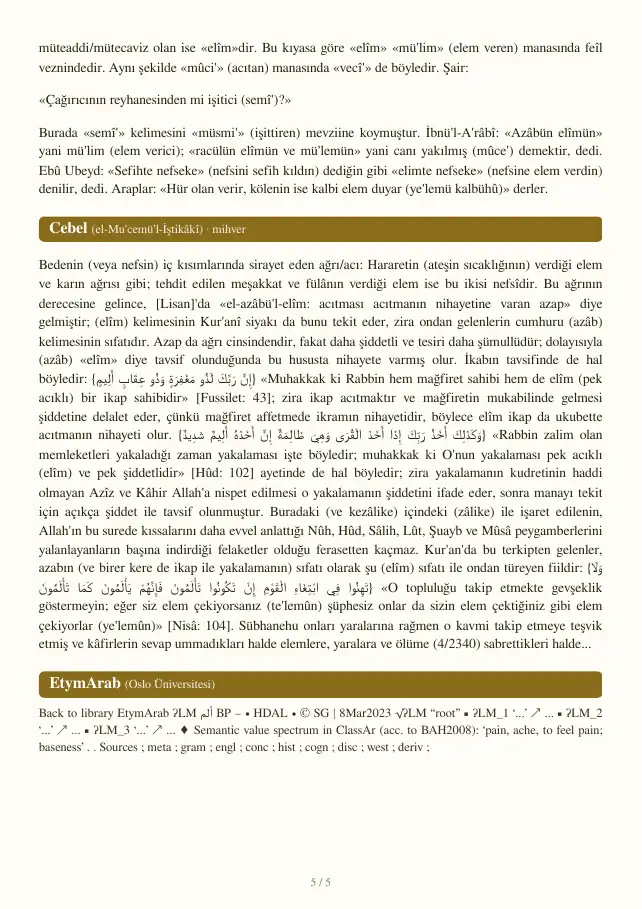 müteaddi/mütecaviz olan ise «elîm»dir. Bu kıyasa göre «elîm» «mü'lim» (elem veren) manasında feîl
veznindedir. Aynı şekilde «mûci'» (acıtan) manasında «vecî'» de böyledir. Şair:
«Çağırıcının reyhanesinden mi işitici (semî')?»
Burada «semî'» kelimesini «müsmi'» (işittiren) mevziine koymuştur. İbnü'l-A'râbî: «Azâbün elîmün»
yani mü'lim (elem verici); «racülün elîmün ve mü'lemün» yani canı yakılmış (mûce') demektir, dedi.
Ebû Ubeyd: «Sefihte nefseke» (nefsini sefih kıldın) dediğin gibi «elimte nefseke» (nefsine elem verdin)
denilir, dedi. Araplar: «Hür olan verir, kölenin ise kalbi elem duyar (ye'lemü kalbühû)» derler.
Cebel (el-Mu'cemü'l-İştikâkî) · mihver
Bedenin (veya nefsin) iç kısımlarında sirayet eden ağrı/acı: Hararetin (ateşin sıcaklığının) verdiği elem
ve karın ağrısı gibi; tehdit edilen meşakkat ve fülânın verdiği elem ise bu ikisi nefsîdir. Bu ağrının
derecesine gelince, [Lisan]'da «el-azâbü'l-elîm: acıtması acıtmanın nihayetine varan azap» diye
gelmiştir; (elîm) kelimesinin Kur'anî siyakı da bunu tekit eder, zira ondan gelenlerin cumhuru (azâb)
kelimesinin sıfatıdır. Azap da ağrı cinsindendir, fakat daha şiddetli ve tesiri daha şümullüdür; dolayısıyla
(azâb) «elîm» diye tavsif olunduğunda bu hususta nihayete varmış olur. İkabın tavsifinde de hal
böyledir: {إِنَّ رَبَّكَ لَذُو مَغْفِرَةٍ وَذُو عِقَابٍ أَلِيمٍ} «Muhakkak ki Rabbin hem mağfiret sahibi hem de elîm (pek
acıklı) bir ikap sahibidir» [Fussilet: 43]; zira ikap acıtmaktır ve mağfiretin mukabilinde gelmesi
şiddetine delalet eder, çünkü mağfiret affetmede ikramın nihayetidir, böylece elîm ikap da ukubette
acıtmanın nihayeti olur. {وَكَذَٰلِكَ أَخْذُ رَبِّكَ إِذَا أَخَذَ الْقُرَىٰ وَهِيَ ظَالِمَةٌ إِنَّ أَخْذَهُ أَلِيمٌ شَدِيدٌ} «Rabbin zalim olan
memleketleri yakaladığı zaman yakalaması işte böyledir; muhakkak ki O'nun yakalaması pek acıklı
(elîm) ve pek şiddetlidir» [Hûd: 102] ayetinde de hal böyledir; zira yakalamanın kudretinin haddi
olmayan Azîz ve Kâhir Allah'a nispet edilmesi o yakalamanın şiddetini ifade eder, sonra manayı tekit
için açıkça şiddet ile tavsif olunmuştur. Buradaki (ve kezâlike) içindeki (zâlike) ile işaret edilenin,
Allah'ın bu surede kıssalarını daha evvel anlattığı Nûh, Hûd, Sâlih, Lût, Şuayb ve Mûsâ peygamberlerini
yalanlayanların başına indirdiği felaketler olduğu ferasetten kaçmaz. Kur'an'da bu terkipten gelenler,
azabın (ve birer kere de ikap ile yakalamanın) sıfatı olarak şu (elîm) sıfatı ile ondan türeyen fiildir: {وَلَا
تَهِنُوا فِي ابْتِغَاءِ الْقَوْمِ إِنْ تَكُونُوا تَأْلَمُونَ فَإِنَّهُمْ يَأْلَمُونَ كَمَا تَأْلَمُونَ} «O topluluğu takip etmekte gevşeklik
göstermeyin; eğer siz elem çekiyorsanız (te'lemûn) şüphesiz onlar da sizin elem çektiğiniz gibi elem
çekiyorlar (ye'lemûn)» [Nisâ: 104]. Sübhanehu onları yaralarına rağmen o kavmi takip etmeye teşvik
etmiş ve kâfirlerin sevap ummadıkları halde elemlere, yaralara ve ölüme (4/2340) sabrettikleri halde...
EtymArab (Oslo Üniversitesi)
Back to library EtymArab ʔLM ألم BP – • HDAL • © SG | 8Mar2023 √ʔLM “root” ▪ ʔLM_1 ‘...’ ↗ ... ▪ ʔLM_2
‘...’ ↗ ... ▪ ʔLM_3 ‘...’ ↗ ... ♦ Semantic value spectrum in ClassAr (acc. to BAH2008): ‘pain, ache, to feel pain;
baseness’ . . Sources ; meta ; gram ; engl ; conc ; hist ; cogn ; disc ; west ; deriv ;
5 / 5